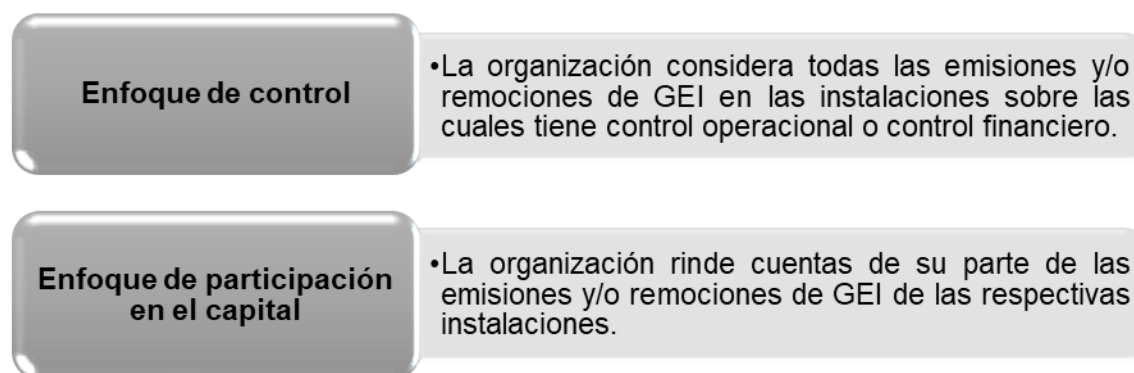 Enfoque de control
•La organización considera todas las emisiones y/o
remociones de GEI en las instalaciones sobre las
cuales tiene control operacional o control financiero.
Enfoque de participación
en el capital
•La organización rinde cuentas de su parte de las
emisiones y/o remociones de GEI de las respectivas
instalaciones.